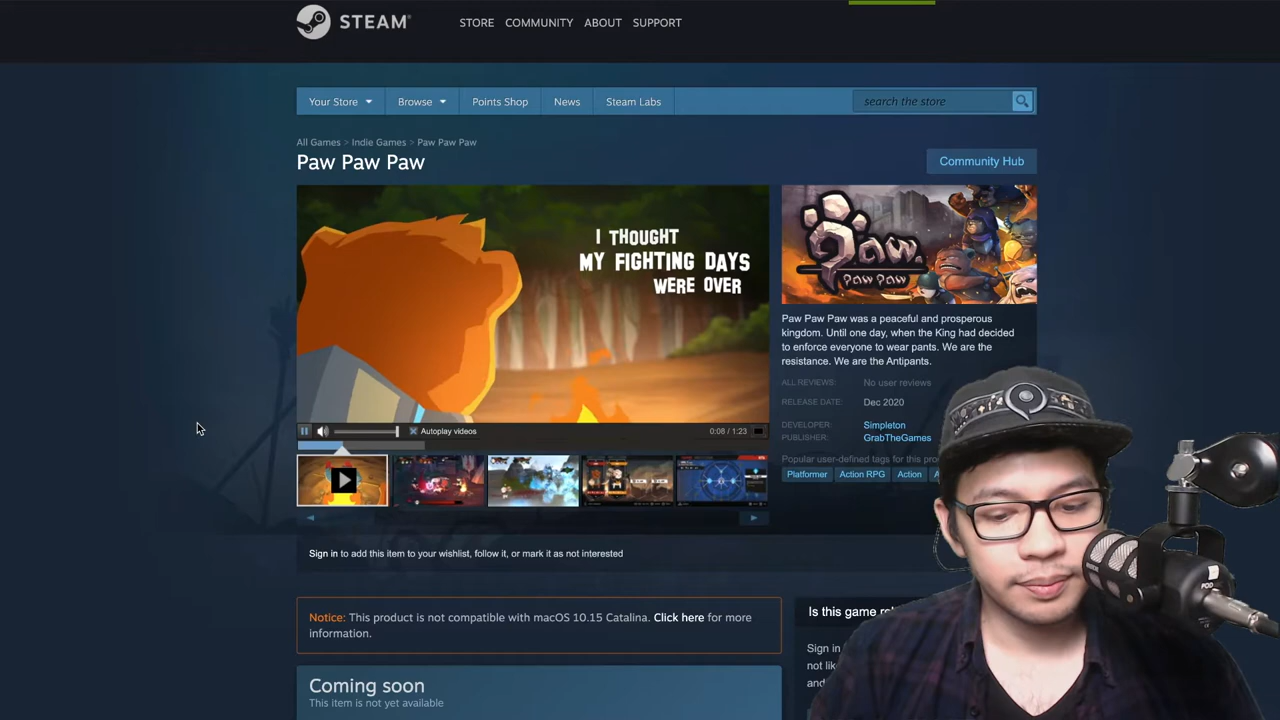 STEAM®
STORE COMMUNITY ABOUT SUPPORT
Your Store Browse Points Shop News Steam Labs
search the store
All Games > Indie Games > Paw Paw Paw
Paw Paw Paw
Community Hub
I THOUGHT
MY FIGHTING DAYS
WERE OVER
Autoplay videos 0:08 / 1:23
Paw.
Paw Paw
Paw Paw Paw was a peaceful and prosperous
kingdom. Until one day, when the King had decided
to enforce everyone to wear pants. We are the
resistance. We are the Antipants.
ALL REVIEWS: No user reviews
RELEASE DATE: Dec 2020
DEVELOPER: Simpleton
PUBLISHER: GrabTheGames
Popular user-defined tags for this
Platformer Action RPG Action
Sign in to add this item to your wishlist, follow it, or mark it as not interested
Notice: This product is not compatible with macOS 10.15 Catalina. Click here for more
information.
Coming soon
This item is not yet available
Is this game
Sign in
not
and
POD